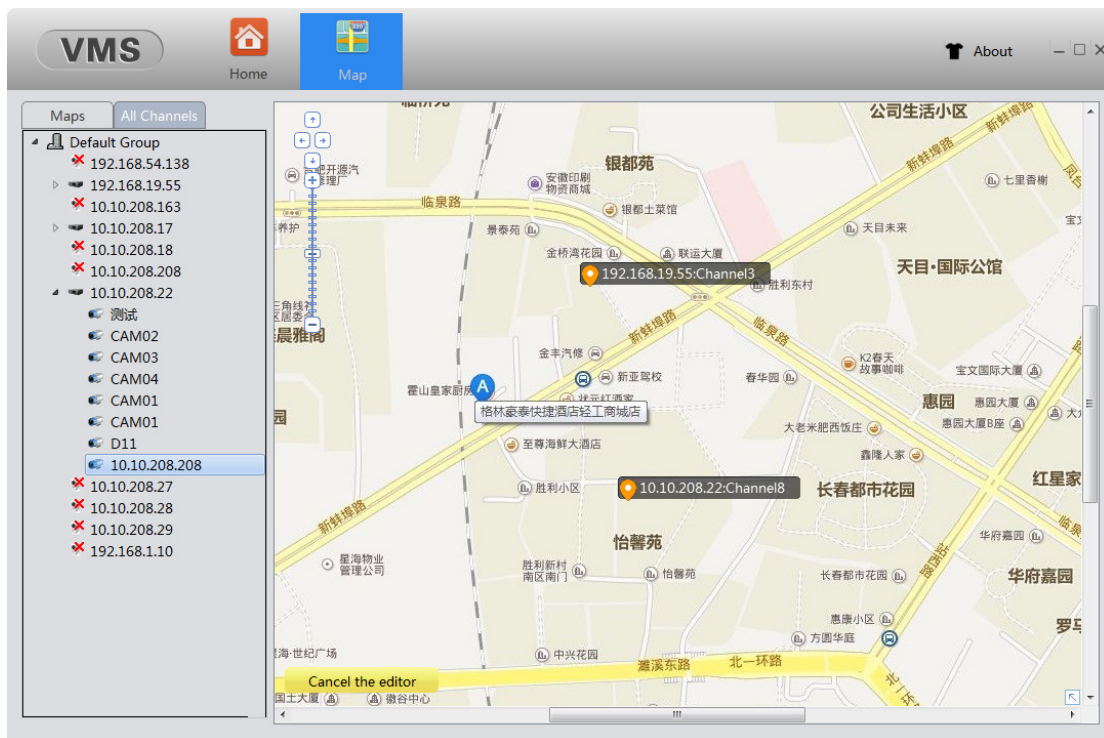 VMS
Home
Map
About
Maps
All Channels
Default Group
192.168.54.138
192.168.19.55
10.10.208.163
10.10.208.17
10.10.208.18
10.10.208.208
10.10.208.22
测试
CAM02
CAM03
CAM04
CAM01
CAM01
D11
10.10.208.208
10.10.208.27
10.10.208.28
10.10.208.29
192.168.1.10
公司生活小区
新蚌埠路
新蚌埠路
银都苑
安徽印刷
物资商城
七里香榭
临泉路
银都土菜馆
景泰苑
天目未来
金桥湾花园
联运大厦
天目·国际公馆
192.168.19.55:Channel3
胜利东村
新蚌埠路
临泉路
金丰汽修
K2春天
故事咖啡
新亚驾校
春华园
宝文国际大厦
霍山皇家厨房
A
惠园
惠园大厦
格林豪泰快捷酒店轻工商城店
惠园大厦B座
大老米肥西饭庄
至尊海鲜大酒店
鑫隆人家
胜利小区
10.10.208.22:Channel8
长春都市花园
红星家
新蚌埠路
怡馨苑
华府嘉园
星海物业
管理公司
胜利新村
南区南门
怡馨苑
长春都市花园
站西路
华府嘉园
惠康小区
方圆华庭
中兴花园
濉溪东路
北一环路
Cancel the editor
国土大厦
徽谷中心